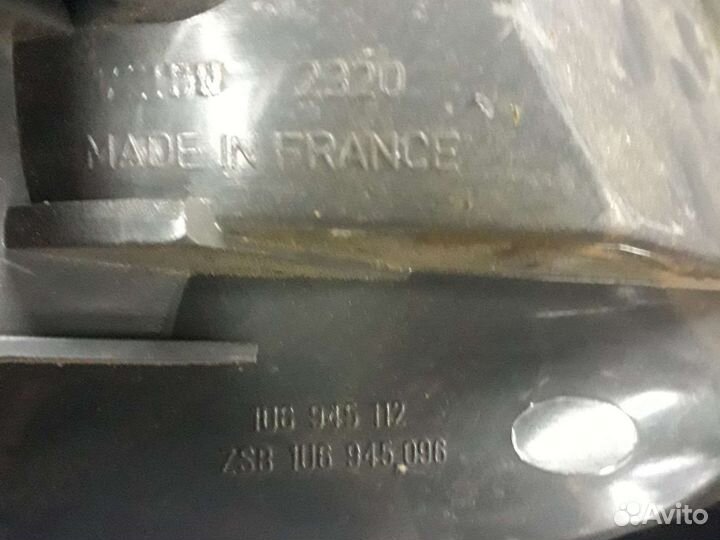 2320
MADE IN FRANCE
1U6 945 112
ZSB 1U6 945 096
Avito